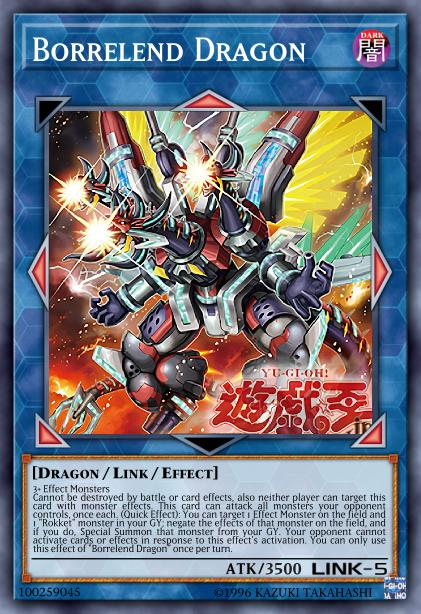 BORRELEND DRAGON
DARK
闇
YU-GI-OH!
遊戯王
[DRAGON / LINK / EFFECT]
3+ Effect Monsters
Cannot be destroyed by battle or card effects, also neither player can target this
card with monster effects. This card can attack all monsters your opponent
controls, once each. (Quick Effect): You can target 1 Effect Monster on the field and
1 "Rokket" monster in your GY; negate the effects of that monster on the field, and
if you do, Special Summon that monster from your GY. Your opponent cannot
activate cards or effects in response to this effect's activation. You can only use
this effect of "Borrelend Dragon" once per turn.
ATK/3500 LINK-5
100259045
©1996 KAZUKI TAKAHASHI